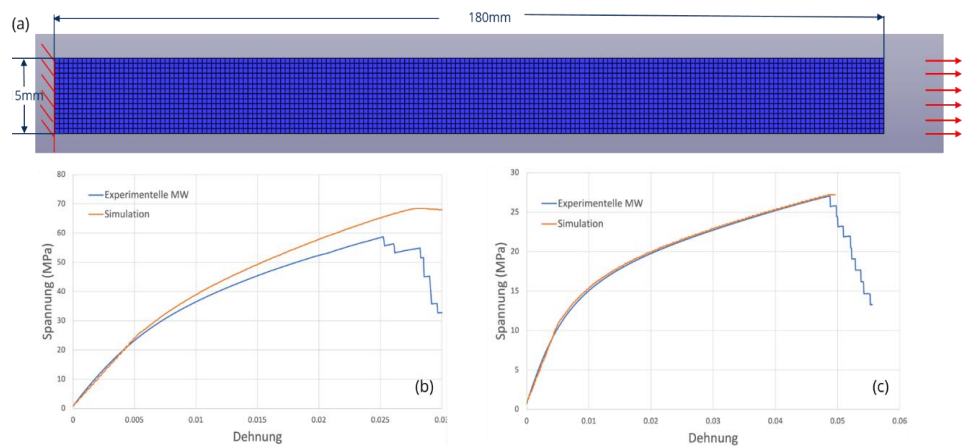 180mm
(a)
5mm
80
70
60
50
40
30
20
10
0
Spannung (MPa)
Experimentelle MW
Simulation
(b)
0
0.005
0.01
0.015
0.02
0.025
0.03
Dehnung
30
25
20
15
10
5
0
Spannung (MPa)
Experimentelle MW
Simulation
(c)
0
0.01
0.02
0.03
0.04
0.05
0.06
Dehnung